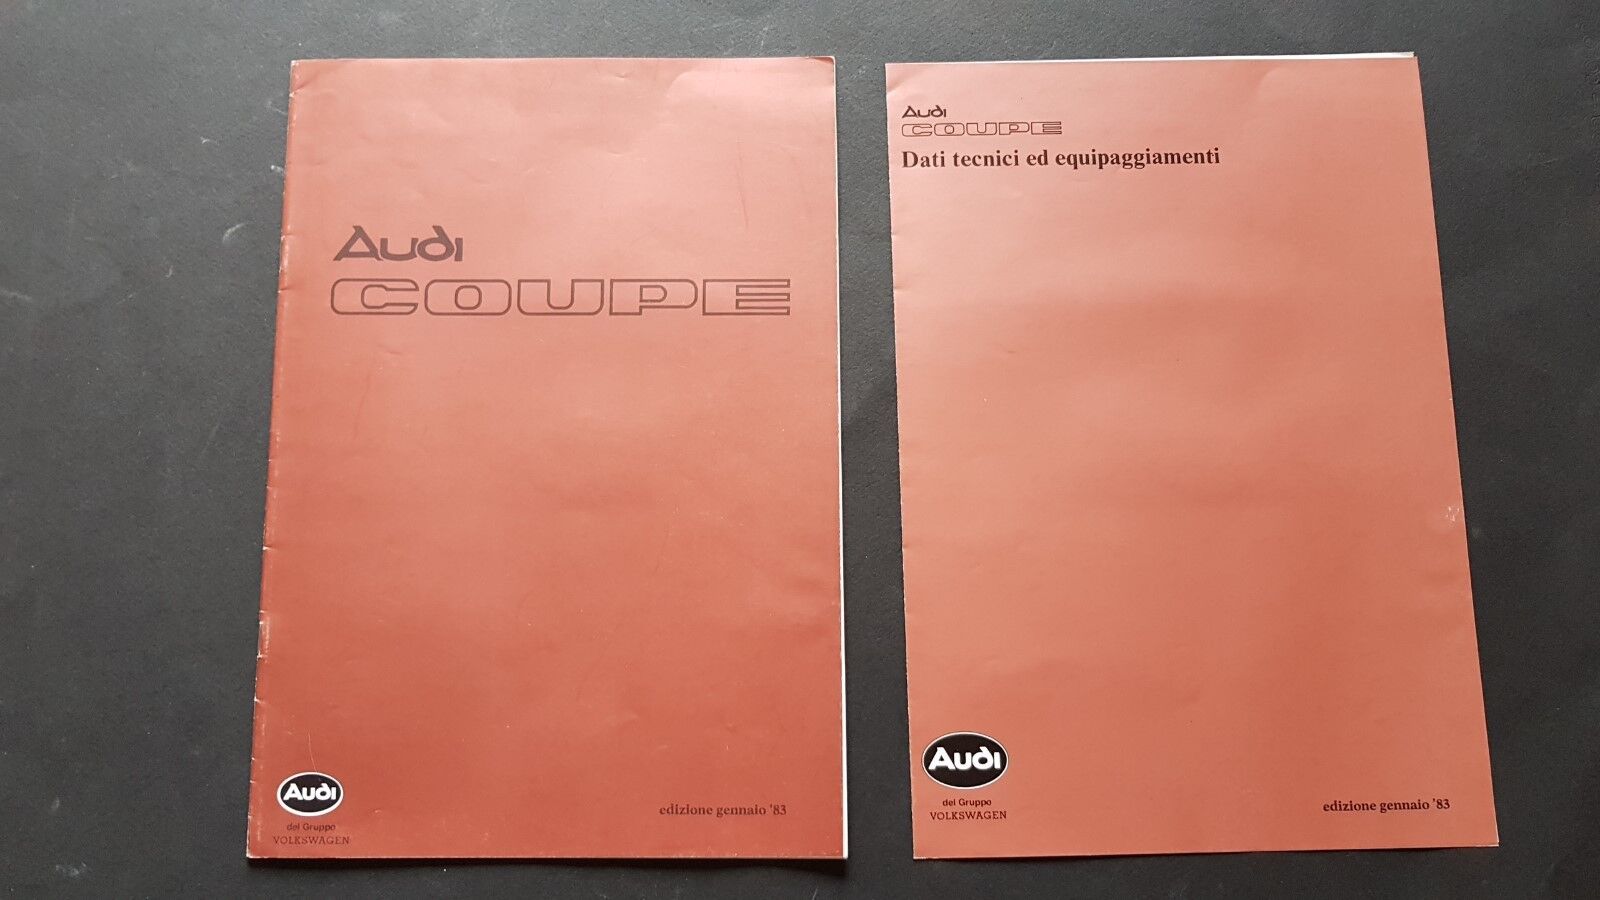 Audi
COUPE
Audi
del Gruppo
VOLKSWAGEN
edizione gennaio '83
Audi
COUPE
Dati tecnici ed equipaggiamenti
Audi
del Gruppo
VOLKSWAGEN
edizione gennaio '83